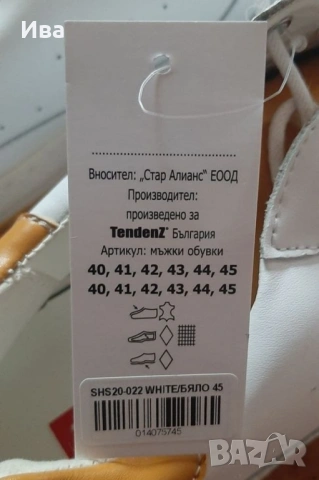 Ива
Вносител: „Стар Алианс“ ЕООД
Производител:
произведено за
TendenZ® България
Артикул: мъжки обувки
40, 41, 42, 43, 44, 45
40, 41, 42, 43, 44, 45
SHS20-022 WHITE/БЯЛО 45
014075745
BAZAR